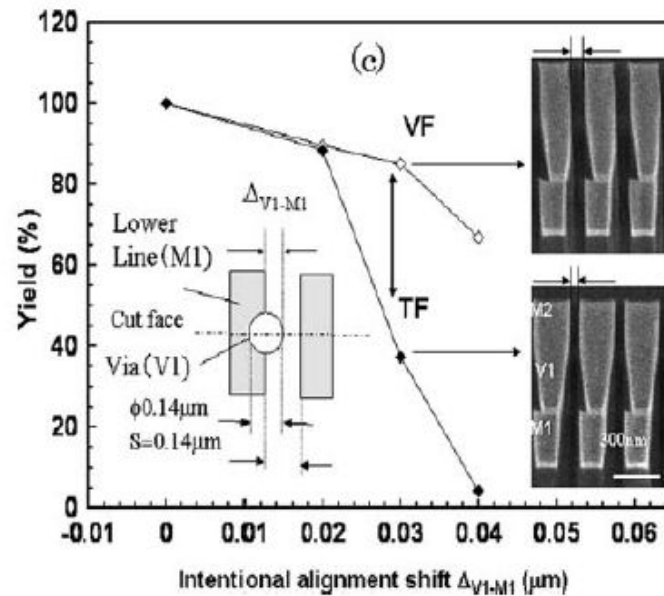 120
100
80
60
40
20
0
Yield (%)
(c)
VF
TF
ΔV1-M1
Lower
Line(M1)
Cut face
Via(V1)
ϕ0.14μm
S=0.14μm
M2
V1
M1
300nm
-0.01 0 0.01 0.02 0.03 0.04 0.05 0.06
Intentional alignment shift ΔV1-M1 (μm)